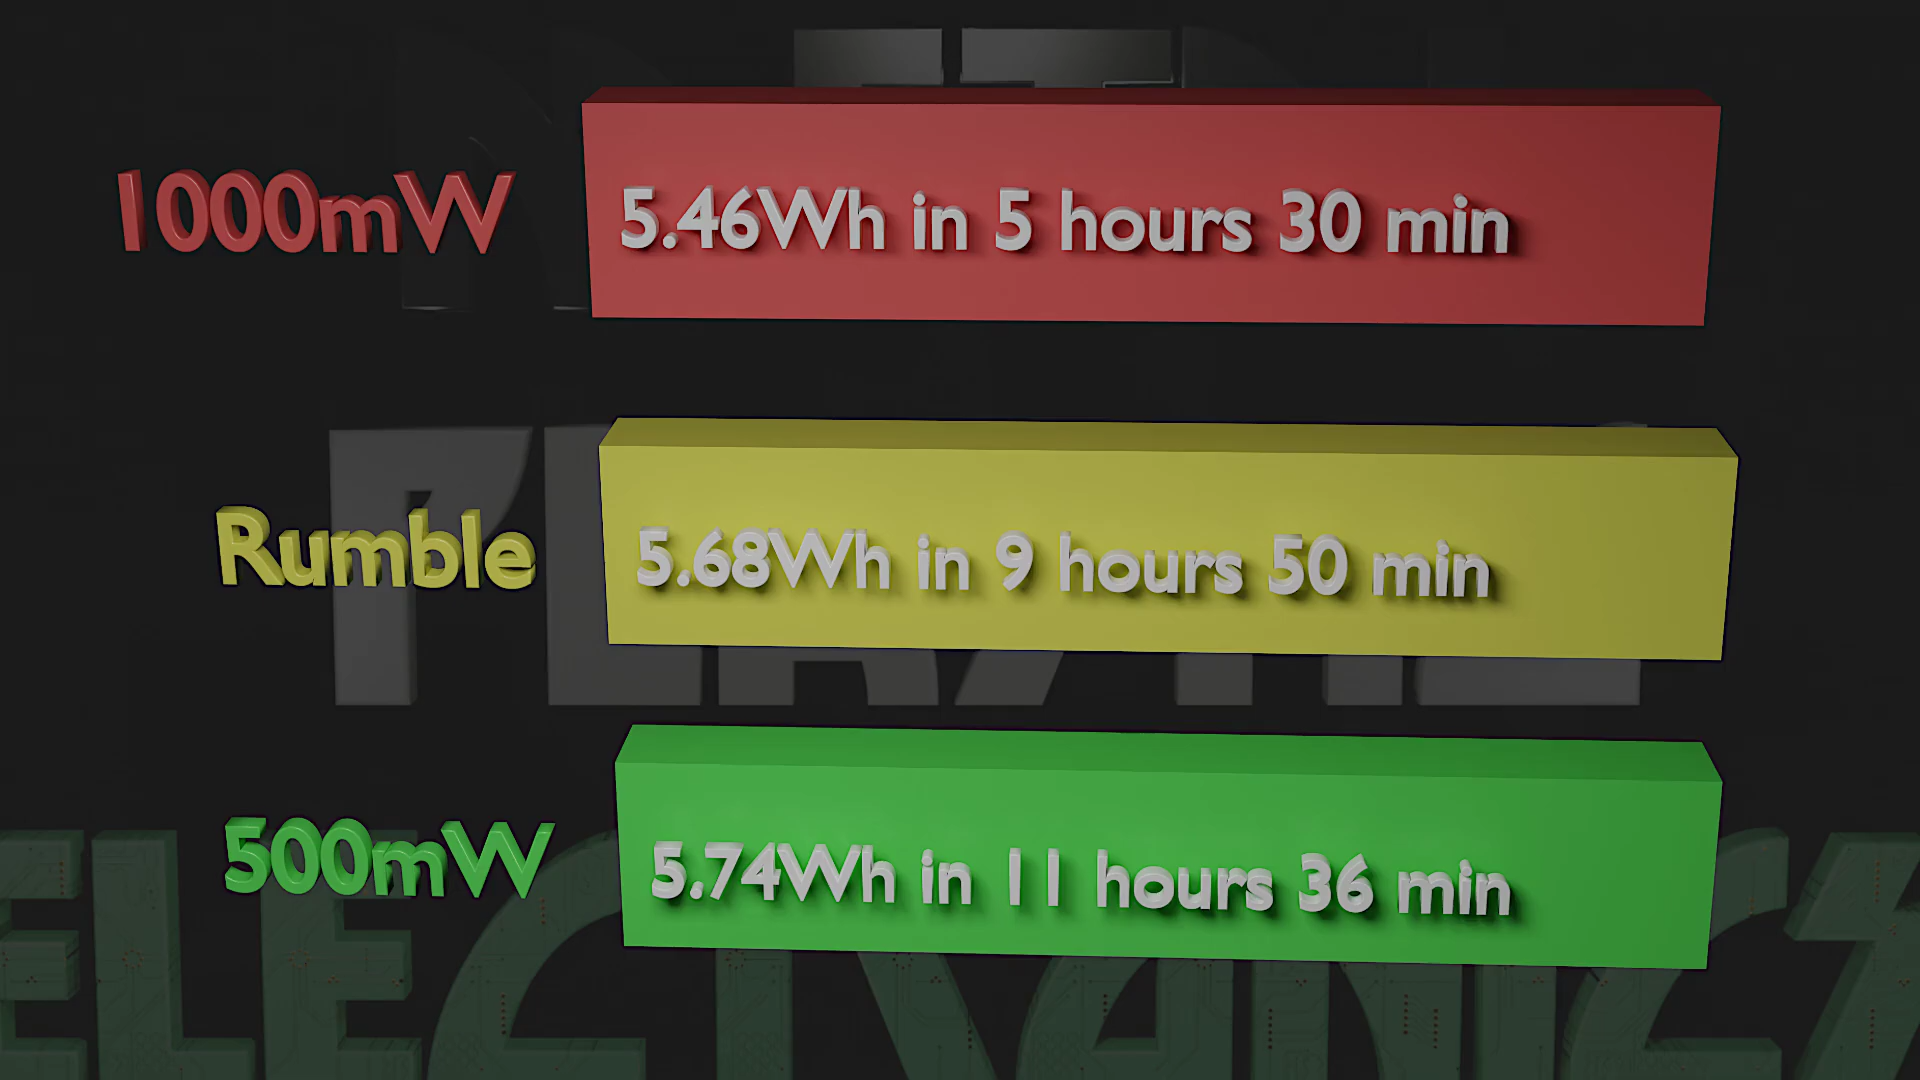 1000mW
5.46Wh in 5 hours 30 min
Rumble
5.68Wh in 9 hours 50 min
500mW
5.74Wh in 11 hours 36 min